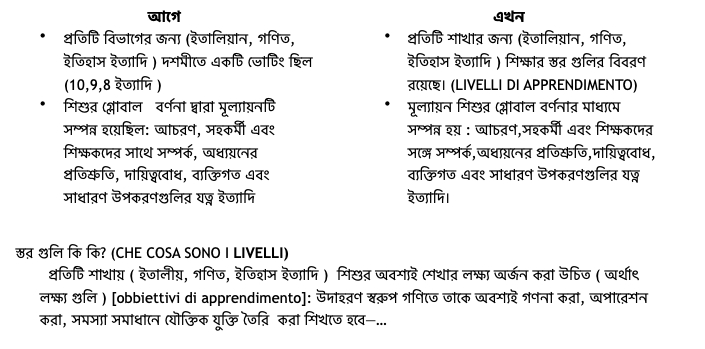 আগে
• প্রতিটি বিভাগের জন্য (ইতালিয়ান, গণিত,
ইতিহাস ইত্যাদি ) দশমীতে একটি ভোটিং ছিল
(10,9,8 ইত্যাদি )
• শিশুর গ্লোবাল বর্ণনা দ্বারা মূল্যায়নটি
সম্পন্ন হয়েছিল: আচরণ, সহকর্মী এবং
শিক্ষকদের সাথে সম্পর্ক, অধ্যয়নের
প্রতিশ্রুতি, দায়িত্ববোধ, ব্যক্তিগত এবং
সাধারণ উপকরণগুলির যত্ন ইত্যাদি
এখন
• প্রতিটি শাখার জন্য (ইতালিয়ান, গণিত,
ইতিহাস ইত্যাদি ) শিক্ষার স্তর গুলির বিবরণ
রয়েছে। (LIVELLI DI APPRENDIMENTO)
• মূল্যায়ন শিশুর গ্লোবাল বর্ণনার মাধ্যমে
সম্পন্ন হয় : আচরণ,সহকর্মী এবং শিক্ষকদের
সঙ্গে সম্পর্ক,অধ্যয়নের প্রতিশ্রুতি,দায়িত্ববোধ,
ব্যক্তিগত এবং সাধারণ উপকরণগুলির যত্ন
ইত্যাদি।
স্তর গুলি কি কি? (CHE COSA SONO I LIVELLI)
প্রতিটি শাখায় ( ইতালীয়, গণিত, ইতিহাস ইত্যাদি ) শিশুর অবশ্যই শেখার লক্ষ্য অর্জন করা উচিত ( অর্থাৎ
লক্ষ্য গুলি ) [obbiettivi di apprendimento]: উদাহরণ স্বরুপ গণিতে তাকে অবশ্যই গণনা করা, অপারেশন
করা, সমস্যা সমাধানে যৌক্তিক যুক্তি তৈরি করা শিখতে হবে—...